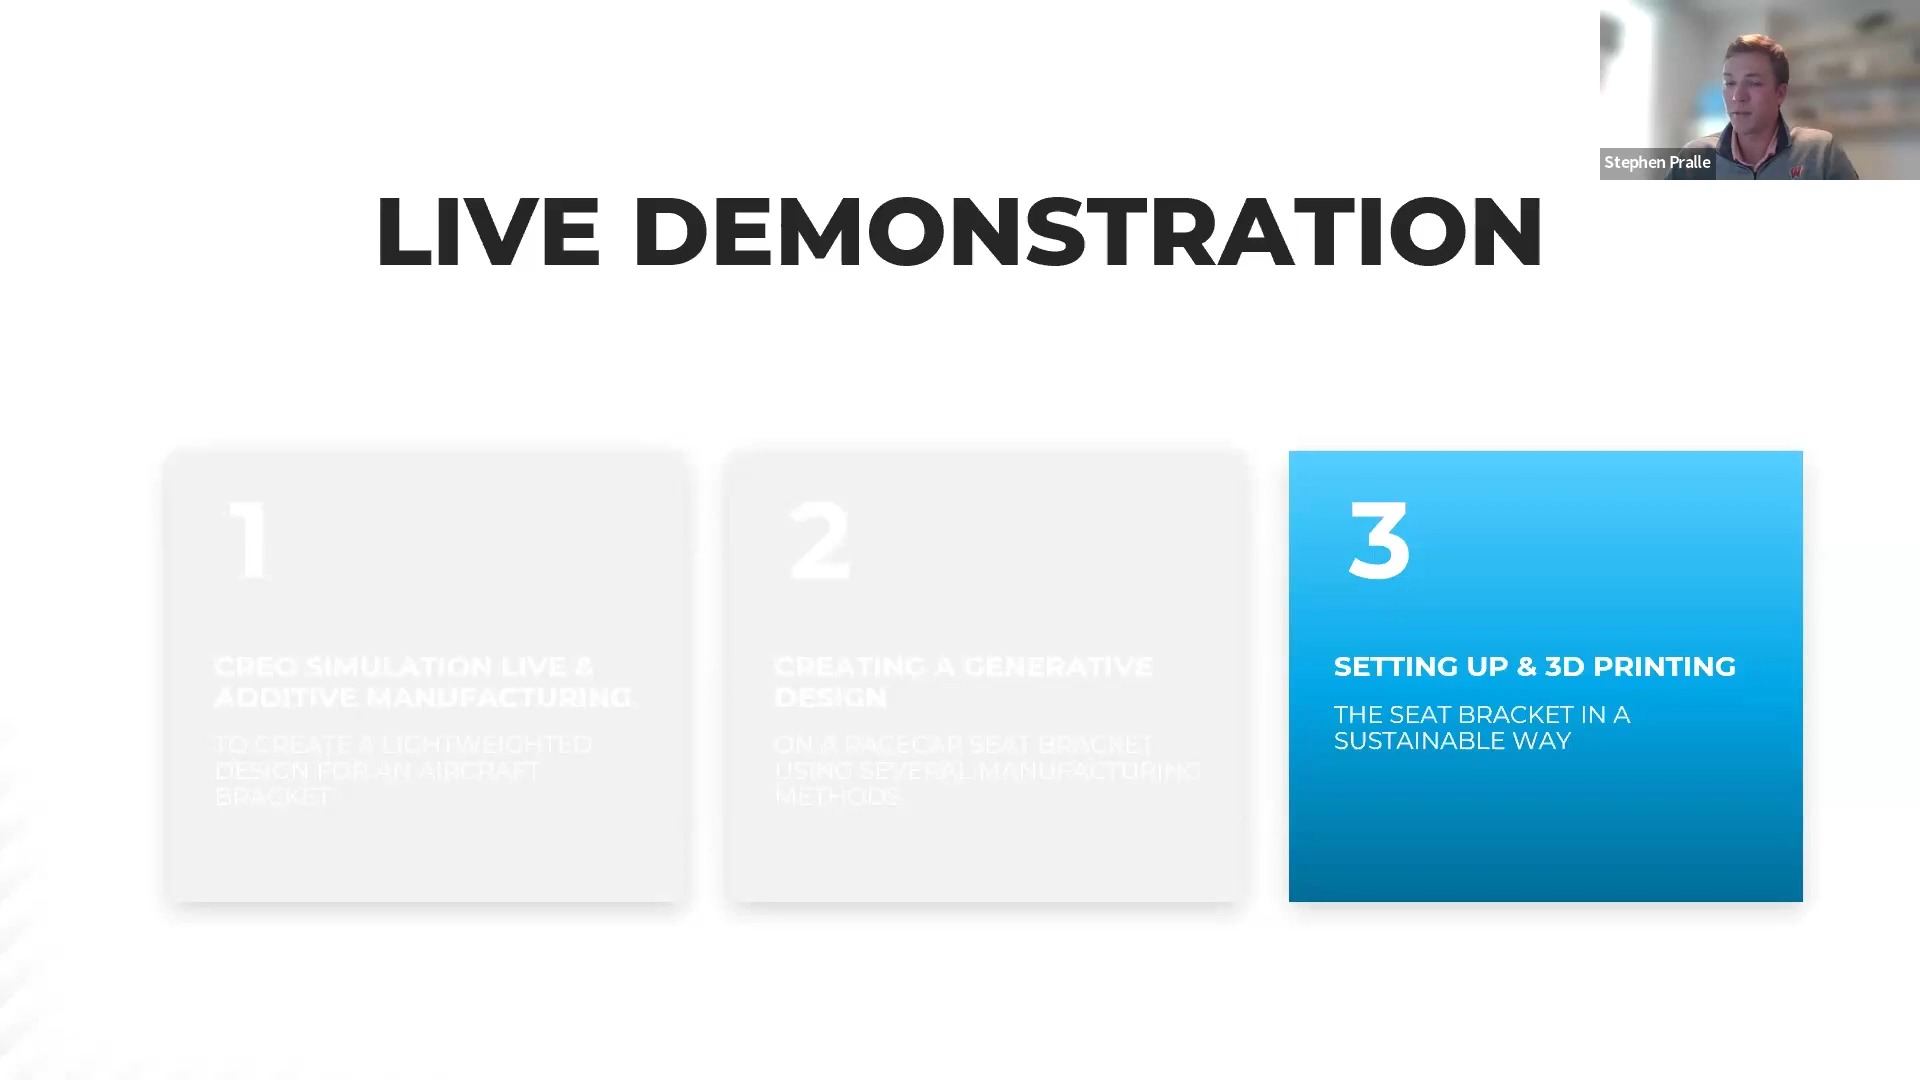 Stephen Pralle
LIVE DEMONSTRATION
1
CREO SIMULATION LIVE &
ADDITIVE MANUFACTURING
TO CREATE A LIGHTWEIGHTED
DESIGN FOR AN AIRCRAFT
BRACKET
2
CREATING A GENERATIVE
DESIGN
ON A RACECAR SEAT BRACKET
USING SEVERAL MANUFACTURING
METHODS
3
SETTING UP & 3D PRINTING
THE SEAT BRACKET IN A
SUSTAINABLE WAY